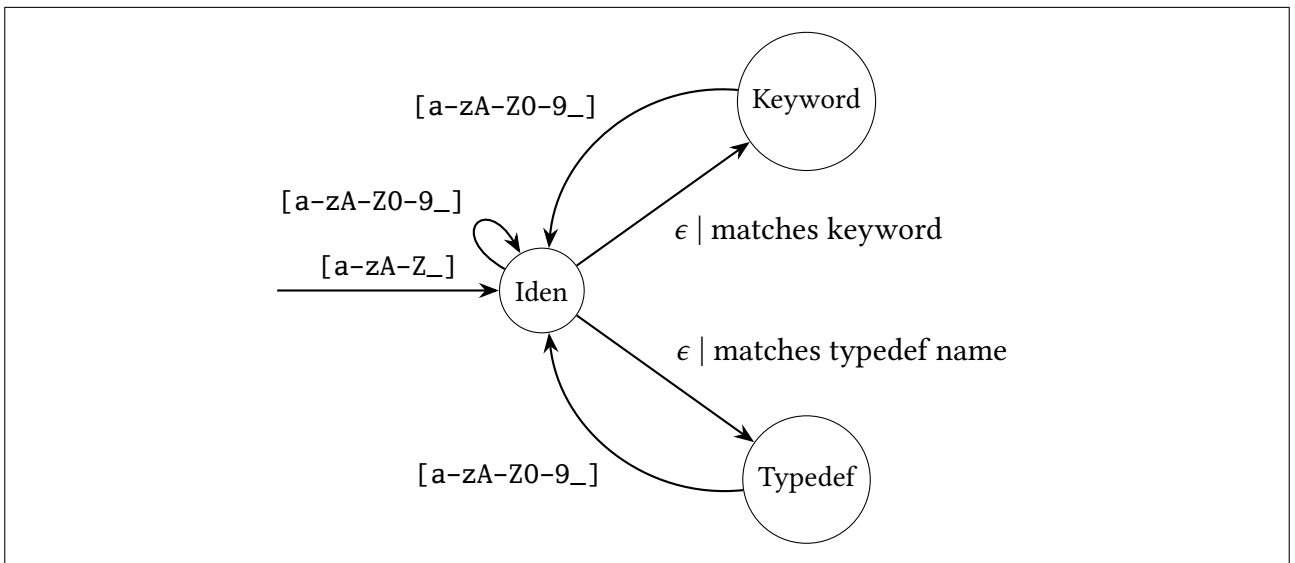 Keyword
[a-zA-Z0-9_]
[a-zA-Z0-9_]
ϵ | matches keyword
[a-zA-Z_]
Iden
ϵ | matches typedef name
[a-zA-Z0-9_]
Typedef